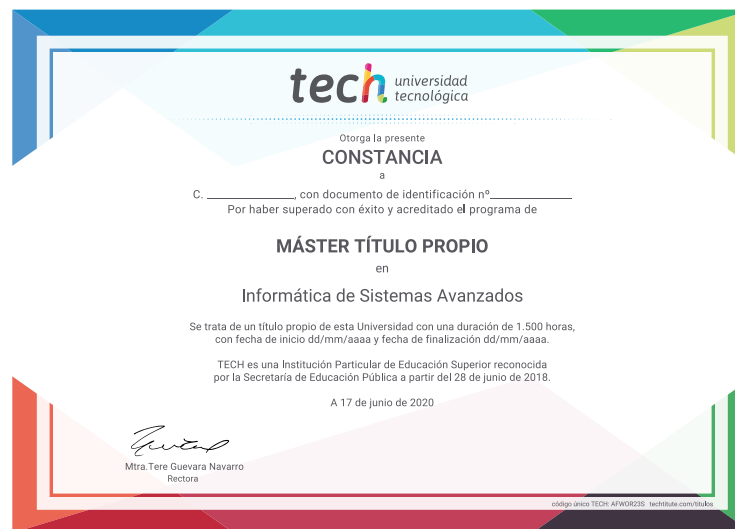 tech universidad
tecnológica
Otorga la presente
CONSTANCIA
a
C. ________________, con documento de identificación nº______________
Por haber superado con éxito y acreditado el programa de
MÁSTER TÍTULO PROPIO
en
Informática de Sistemas Avanzados
Se trata de un título propio de esta Universidad con una duración de 1.500 horas,
con fecha de inicio dd/mm/aaaa y fecha de finalización dd/mm/aaaa.
TECH es una Institución Particular de Educación Superior reconocida
por la Secretaría de Educación Pública a partir del 28 de junio de 2018.
A 17 de junio de 2020
Mtra.Tere Guevara Navarro
Rectora
código único TECH: AFWOR23S techtitute.com/titulos